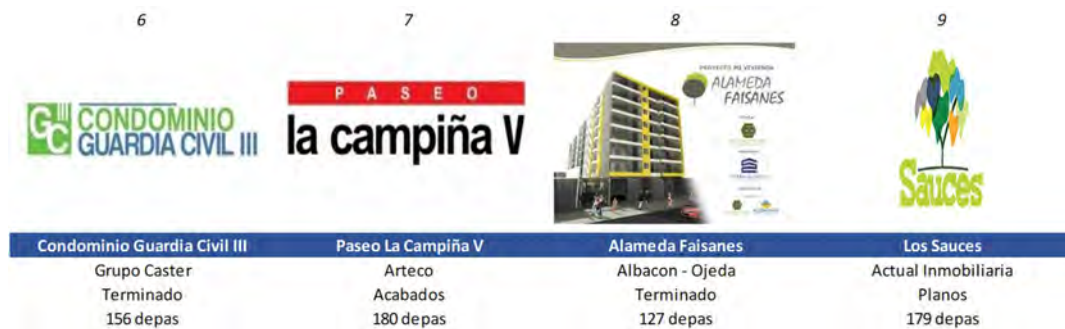 6 7 8 9
GC CONDOMINIO GUARDIA CIVIL III
PASEO
la campiña V
ALAMEDA
FAISANES
Sauces
Condominio Guardia Civil III Paseo La Campiña V Alameda Faisanes Los Sauces
Grupo Caster Arteco Albacon - Ojeda Actual Inmobiliaria
Terminado Acabados Terminado Planos
156 depas 180 depas 127 depas 179 depas